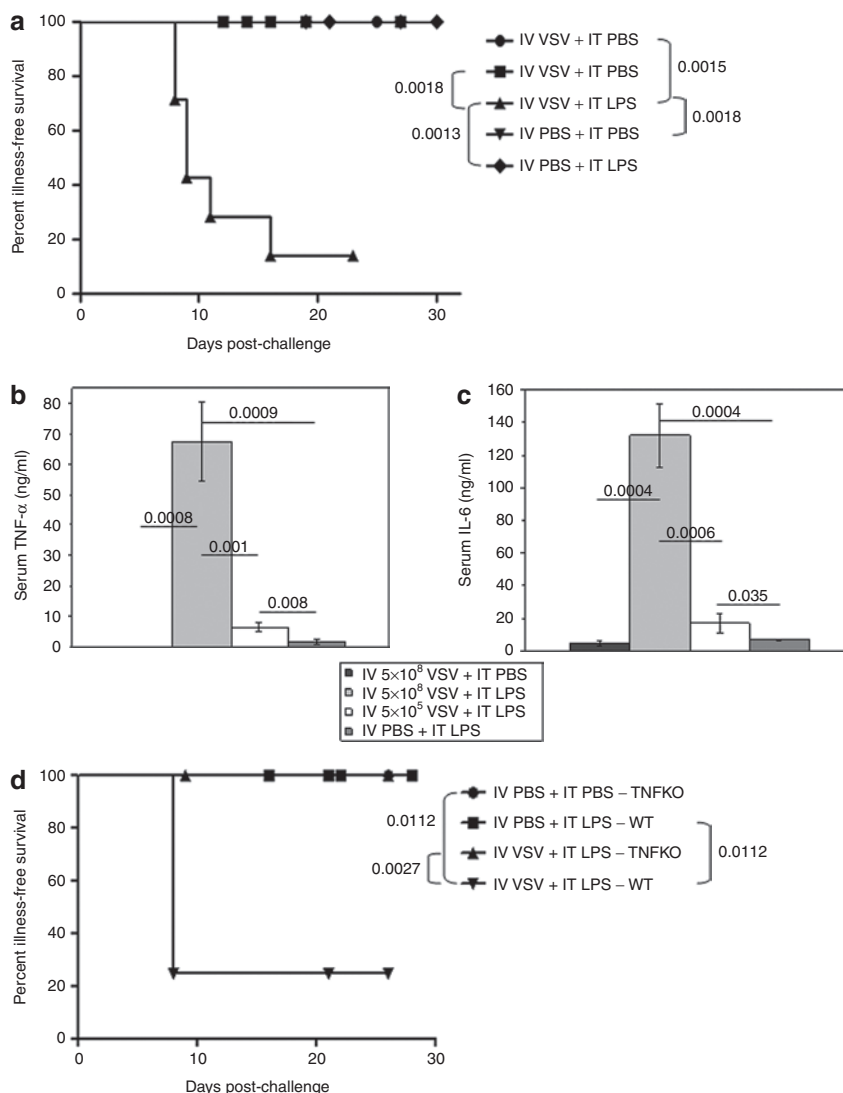 a
100
80
60
40
20
0
Percent illness-free survival
0 10 20 30
Days post-challenge
IV VSV + IT PBS
IV VSV + IT PBS
IV VSV + IT LPS
IV PBS + IT PBS
IV PBS + IT LPS
0.0018
0.0013
0.0015
0.0018
b
80
70
60
50
40
30
20
10
0
Serum TNF-α (ng/ml)
0.0009
0.0008
0.001
0.008
c
160
140
120
100
80
60
40
20
0
Serum IL-6 (ng/ml)
0.0004
0.0004
0.0006
0.035
IV 5×10⁸ VSV + IT PBS
IV 5×10⁸ VSV + IT LPS
IV 5×10⁵ VSV + IT LPS
IV PBS + IT LPS
d
100
80
60
40
20
0
Percent illness-free survival
0 10 20 30
Days post-challenge
IV PBS + IT PBS – TNFKO
IV PBS + IT LPS – WT
IV VSV + IT LPS – TNFKO
IV VSV + IT LPS – WT
0.0112
0.0027
0.0112